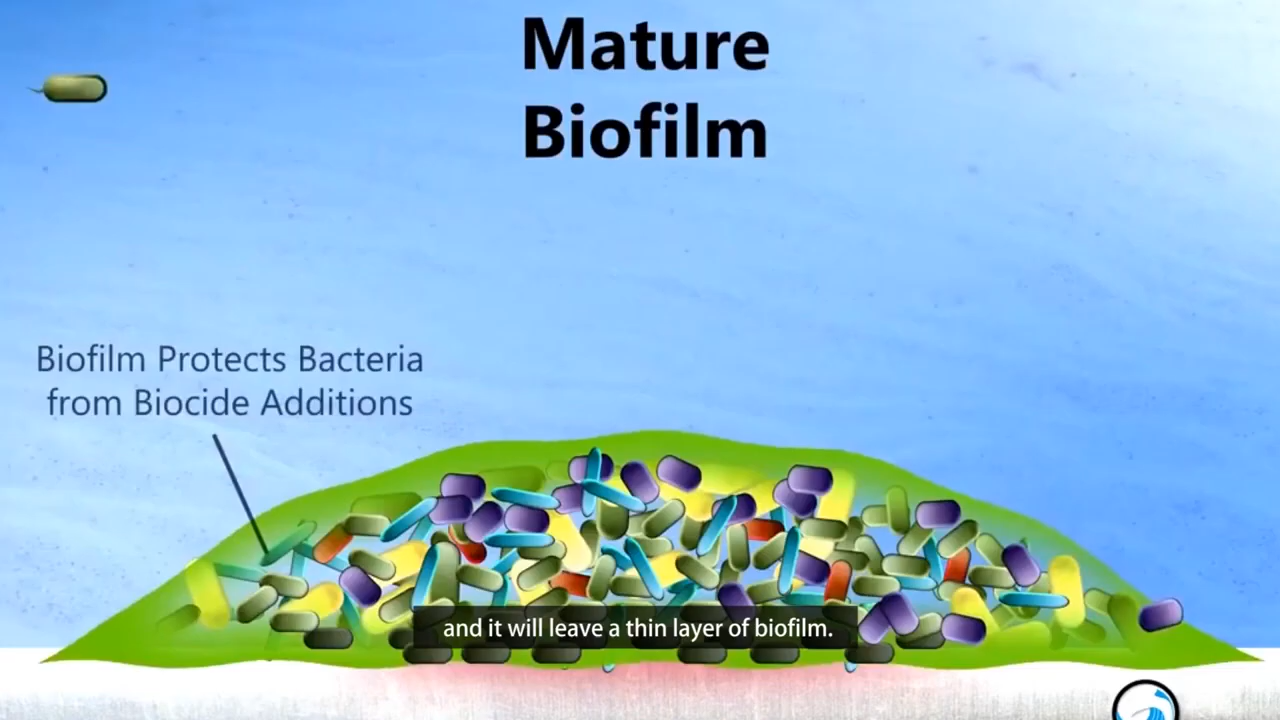 Mature
Biofilm
Biofilm Protects Bacteria
from Biocide Additions
and it will leave a thin layer of biofilm.